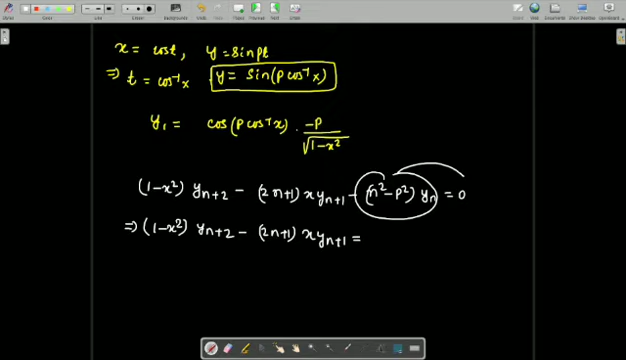 x = cost, y = sinpt
⇒ t = cos⁻¹x y = sin(p cos⁻¹x)
y₁ = cos(p cos⁻¹x) · -p/√(1-x²)
(1-x²) yₙ₊₂ - (2n+1) x yₙ₊₁ - (n²-p²) yₙ = 0
⇒ (1-x²) yₙ₊₂ - (2n+1) x yₙ₊₁ =